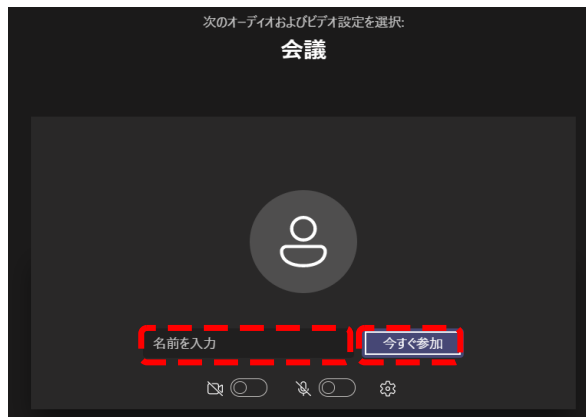 次のオーディオおよびビデオ設定を選択:
会議
名前を入力
今すぐ参加